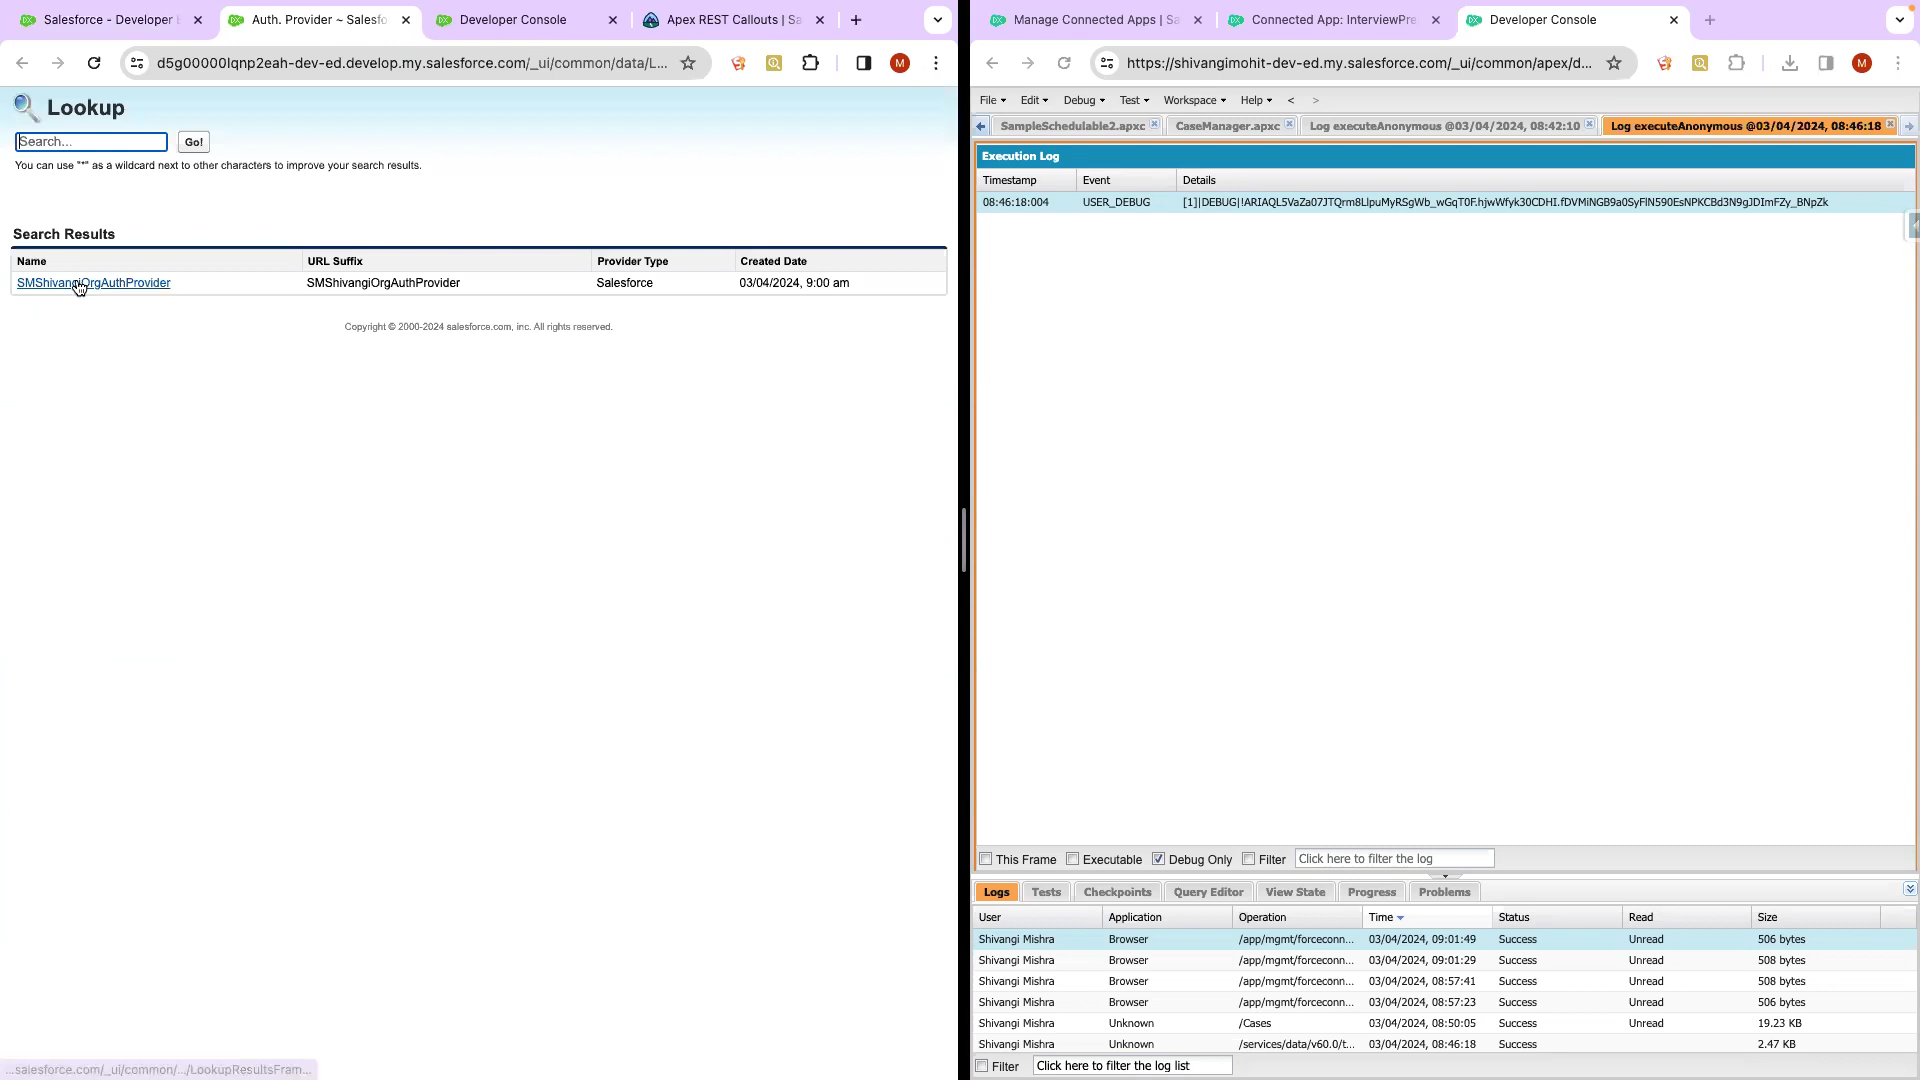 Salesforce - Developer
Auth. Provider ~ Salesfo
Developer Console
Apex REST Callouts | Sa
d5g00000lqnp2eah-dev-ed.develop.my.salesforce.com/_ui/common/data/L...
M
Lookup
Search...
Go!
You can use "*" as a wildcard next to other characters to improve your search results.
Search Results
Name URL Suffix Provider Type Created Date
SMShivangiOrgAuthProvider SMShivangiOrgAuthProvider Salesforce 03/04/2024, 9:00 am
Copyright © 2000-2024 salesforce.com, inc. All rights reserved.
...salesforce.com/_ui/common/.../LookupResultsFram...
Manage Connected Apps | Sa
Connected App: InterviewPre
Developer Console
https://shivangimohit-dev-ed.my.salesforce.com/_ui/common/apex/d...
M
File Edit Debug Test Workspace Help < >
SampleSchedulable2.apxc CaseManager.apxc Log executeAnonymous @03/04/2024, 08:42:10 Log executeAnonymous @03/04/2024, 08:46:18
Execution Log
Timestamp Event Details
08:46:18:004 USER_DEBUG
This Frame Executable Debug Only Filter Click here to filter the log
Logs Tests Checkpoints Query Editor View State Progress Problems
User Application Operation Time Status Read Size
Shivangi Mishra Browser /app/mgmt/forceconn... 03/04/2024, 09:01:49 Success Unread 506 bytes
Shivangi Mishra Browser /app/mgmt/forceconn... 03/04/2024, 09:01:29 Success Unread 508 bytes
Shivangi Mishra Browser /app/mgmt/forceconn... 03/04/2024, 08:57:41 Success Unread 508 bytes
Shivangi Mishra Browser /app/mgmt/forceconn... 03/04/2024, 08:57:23 Success Unread 506 bytes
Shivangi Mishra Unknown /Cases 03/04/2024, 08:50:05 Success Unread 19.23 KB
Shivangi Mishra Unknown /services/data/v60.0/t... 03/04/2024, 08:46:18 Success 2.47 KB
Filter Click here to filter the log list